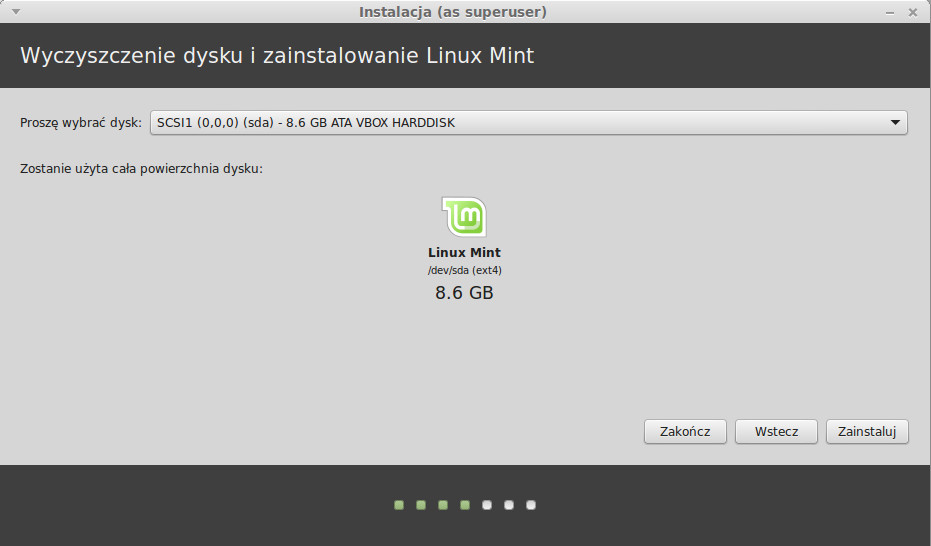 Instalacja (as superuser)
Wyczyszczenie dysku i zainstalowanie Linux Mint
Proszę wybrać dysk: SCSI1 (0,0,0) (sda) - 8.6 GB ATA VBOX HARDDISK
Zostanie użyta cała powierzchnia dysku:
Linux Mint
/dev/sda (ext4)
8.6 GB
Zakończ Wstecz Zainstaluj